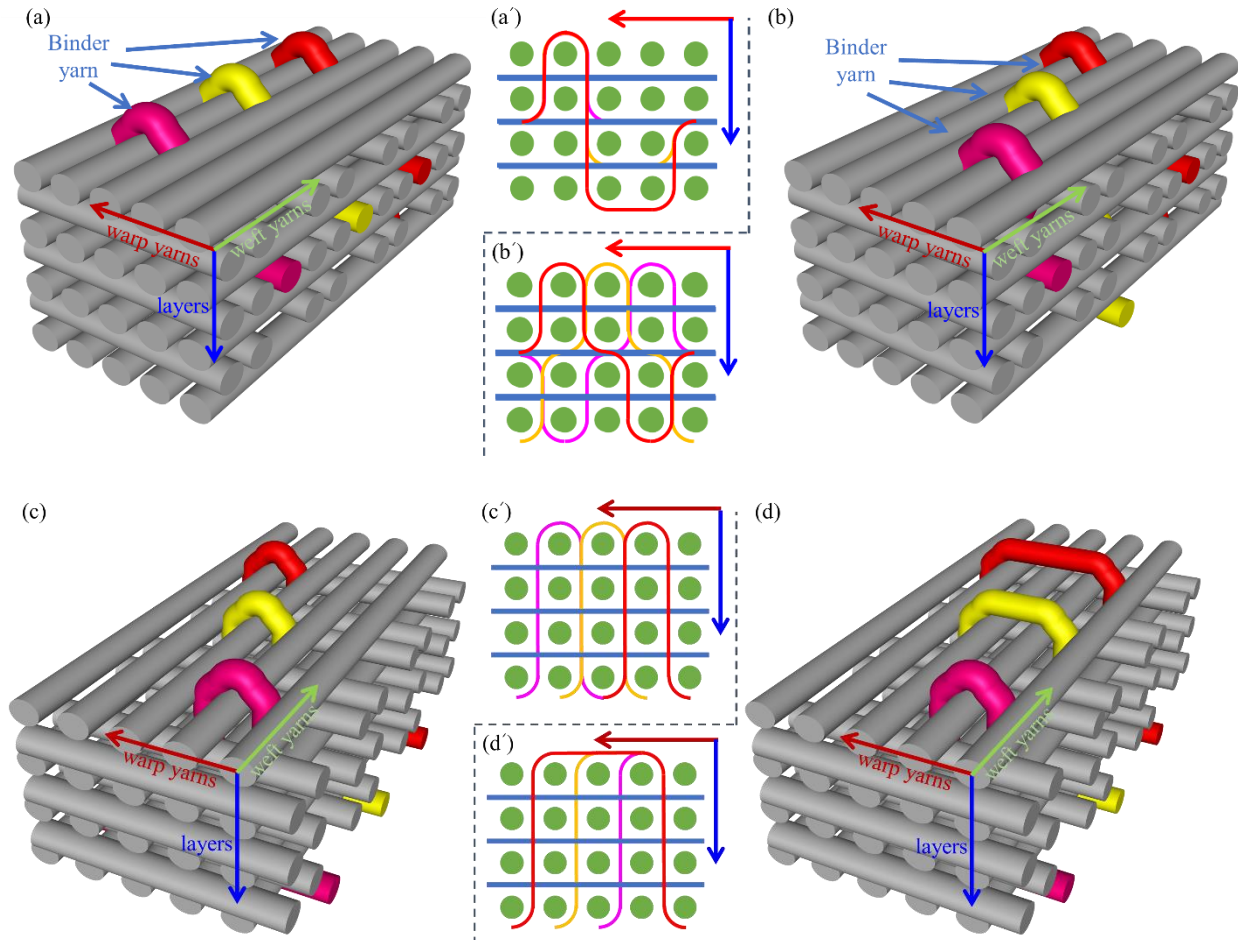 (a)
Binder
yarn
warp yarns
weft yarns
layers
(a´)
(b´)
(b)
Binder
yarn
warp yarns
weft yarns
layers
(c)
warp yarns
weft yarns
layers
(c´)
(d´)
(d)
warp yarns
weft yarns
layers